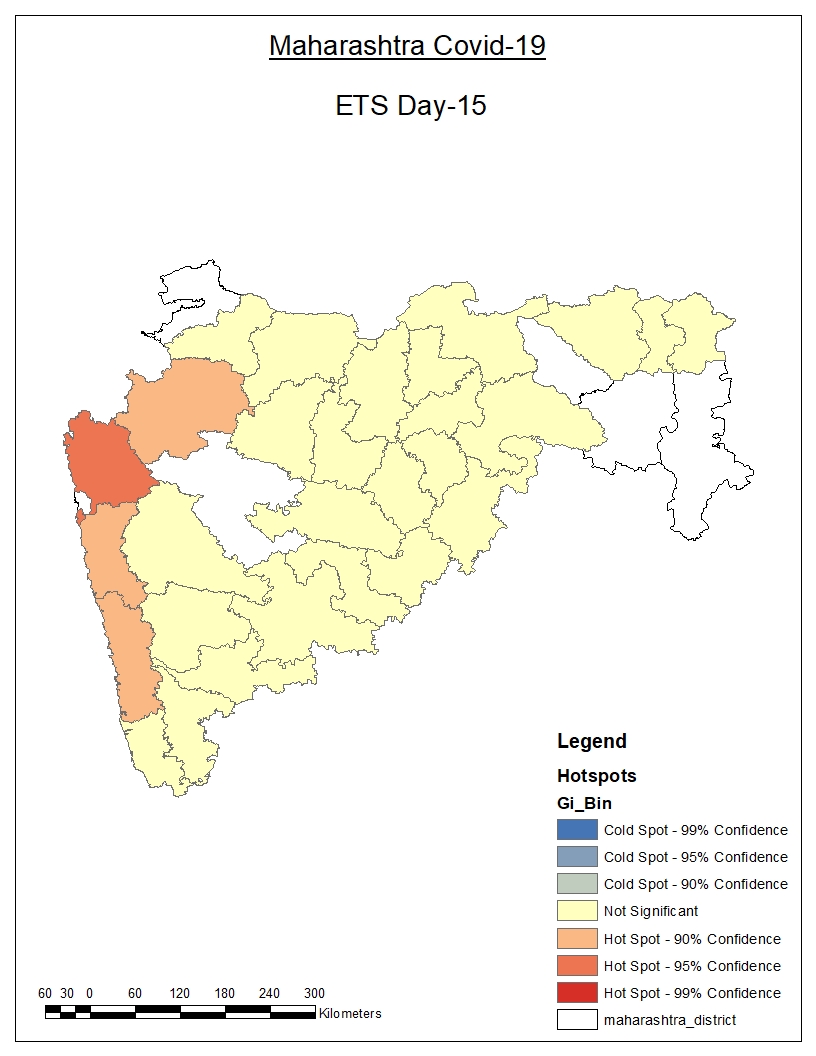 Maharashtra Covid-19
ETS Day-15
Legend
Hotspots
Gi_Bin
Cold Spot - 99% Confidence
Cold Spot - 95% Confidence
Cold Spot - 90% Confidence
Not Significant
Hot Spot - 90% Confidence
Hot Spot - 95% Confidence
Hot Spot - 99% Confidence
maharashtra_district
60 30 0 60 120 180 240 300
Kilometers